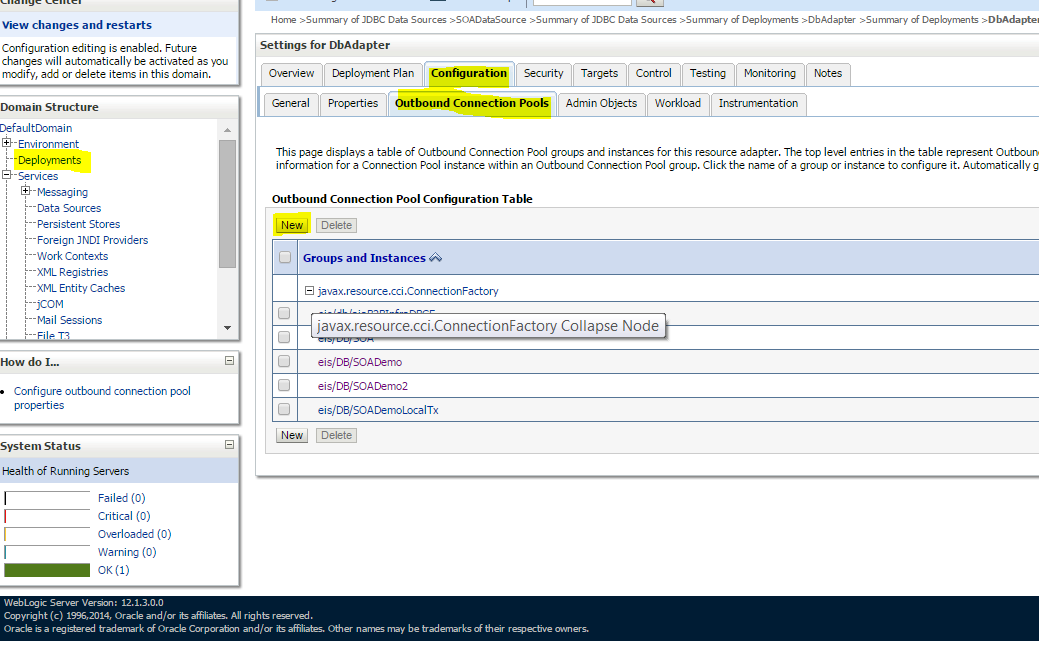 Change Center
View changes and restarts
Configuration editing is enabled. Future
changes will automatically be activated as you
modify, add or delete items in this domain.
Domain Structure
DefaultDomain
Environment
Deployments
Services
Messaging
Data Sources
Persistent Stores
Foreign JNDI Providers
Work Contexts
XML Registries
XML Entity Caches
jCOM
Mail Sessions
File T3
How do I...
Configure outbound connection pool
properties
System Status
Health of Running Servers
Failed (0)
Critical (0)
Overloaded (0)
Warning (0)
OK (1)
Home >Summary of JDBC Data Sources >SOADataSource >Summary of JDBC Data Sources >Summary of Deployments >DbAdapter >Summary of Deployments >DbAdapter
Settings for DbAdapter
Overview Deployment Plan Configuration Security Targets Control Testing Monitoring Notes
General Properties Outbound Connection Pools Admin Objects Workload Instrumentation
This page displays a table of Outbound Connection Pool groups and instances for this resource adapter. The top level entries in the table represent Outboun
information for a Connection Pool instance within an Outbound Connection Pool group. Click the name of a group or instance to configure it. Automatically g
Outbound Connection Pool Configuration Table
New Delete
Groups and Instances
javax.resource.cci.ConnectionFactory
javax.resource.cci.ConnectionFactory Collapse Node
eis/DB/SOA
eis/DB/SOADemo
eis/DB/SOADemo2
eis/DB/SOADemoLocalTx
New Delete
WebLogic Server Version: 12.1.3.0.0
Copyright (c) 1996,2014, Oracle and/or its affiliates. All rights reserved.
Oracle is a registered trademark of Oracle Corporation and/or its affiliates. Other names may be trademarks of their respective owners.